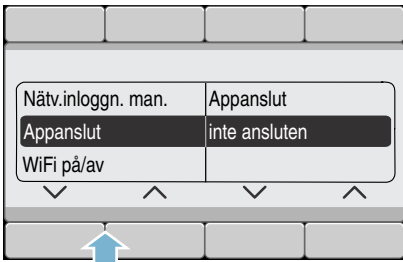 Nätv.inloggn. man. Appanslut
Appanslut inte ansluten
WiFi på/av